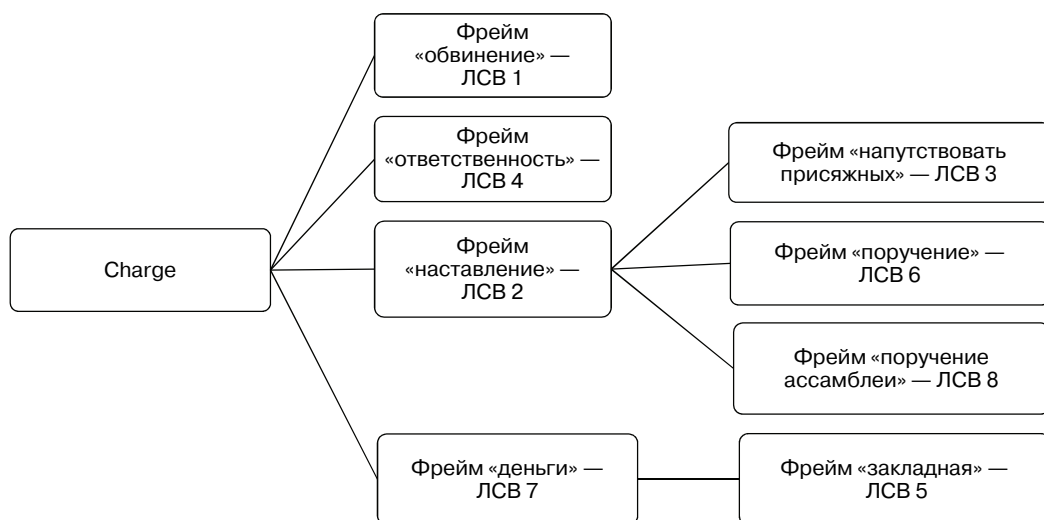 Charge
Фрейм
«обвинение» —
ЛСВ 1
Фрейм
«ответственность» —
ЛСВ 4
Фрейм
«наставление» —
ЛСВ 2
Фрейм «напутствовать
присяжных» — ЛСВ 3
Фрейм «поручение» —
ЛСВ 6
Фрейм «поручение
ассамблеи» — ЛСВ 8
Фрейм «деньги» —
ЛСВ 7
Фрейм «закладная» —
ЛСВ 5